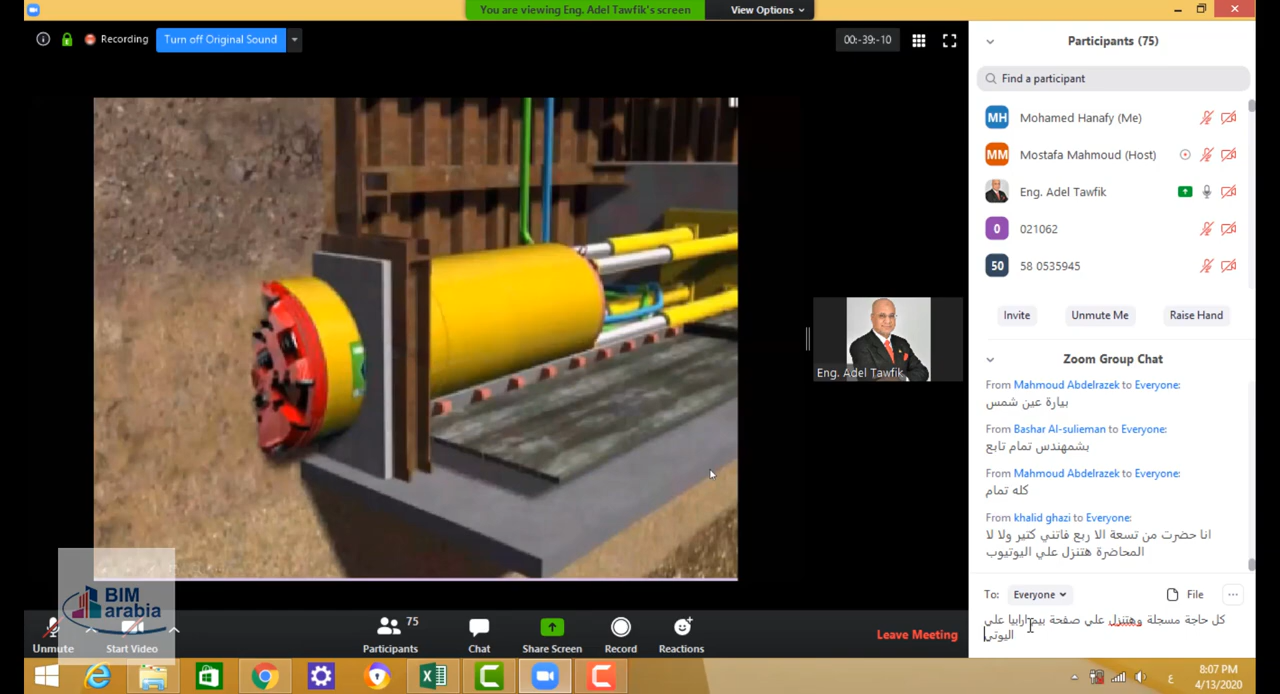 You are viewing Eng. Adel Tawfik's screen
View Options
Recording
Turn off Original Sound
00:-39:-10
Participants (75)
Find a participant
MH Mohamed Hanafy (Me)
MM Mostafa Mahmoud (Host)
Eng. Adel Tawfik
0 021062
50 58 0535945
Invite
Unmute Me
Raise Hand
Eng. Adel Tawfik
Zoom Group Chat
From Mahmoud Abdelrazek to Everyone:
بيارة عين شمس
From Bashar Al-sulieman to Everyone:
بشمهندس تمام تابع
From Mahmoud Abdelrazek to Everyone:
كله تمام
From khalid ghazi to Everyone:
انا حضرت من تسعة الا ربع فاتني كتير ولا لا
المحاضرة هتنزل علي اليوتيوب
To: Everyone
File
كل حاجة مسجلة وهتنزل علي صفحة بيم ارابيا علي
اليوتي
BIM
arabia
Unmute
Start Video
75
Participants
Chat
Share Screen
Record
Reactions
Leave Meeting
ع
8:07 PM
4/13/2020